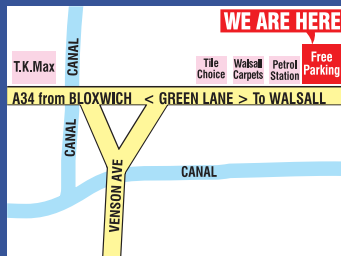 WE ARE HERE
T.K.Max
CANAL
Tile
Choice
Walsall
Carpets
Petrol
Station
Free
Parking
A34 from BLOXWICH < GREEN LANE > To WALSALL
CANAL
VENSON AVE
CANAL